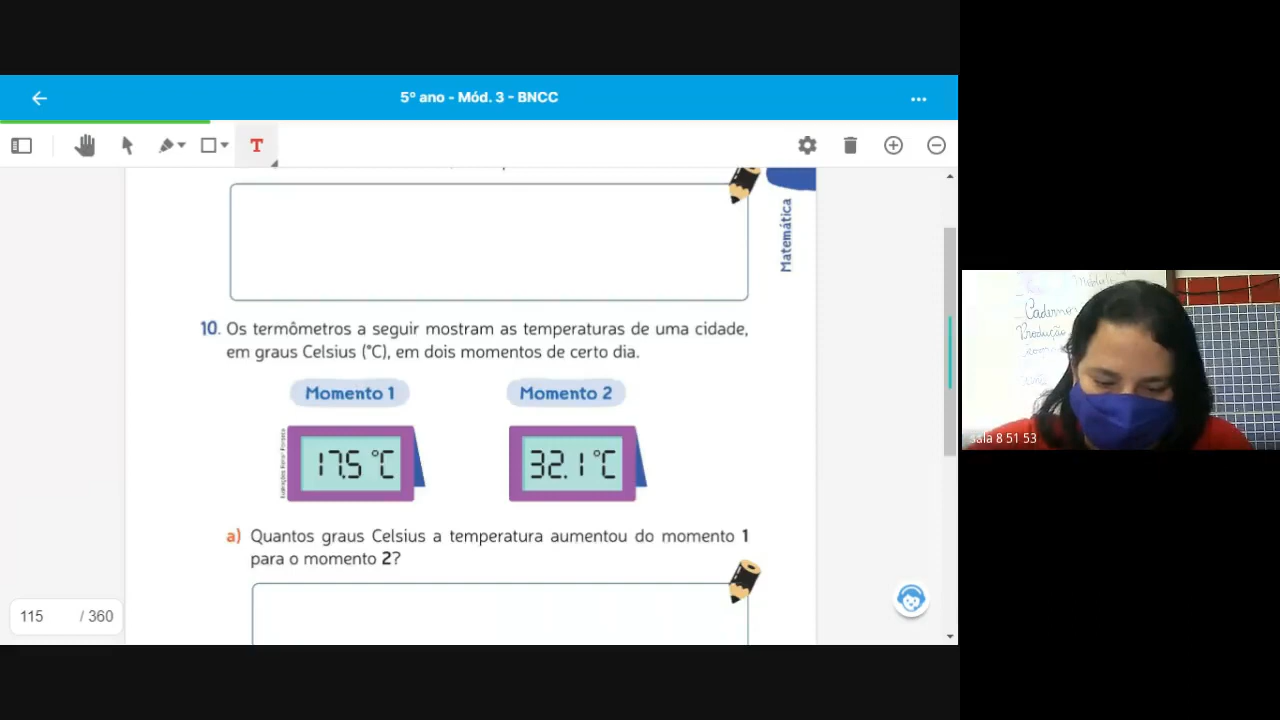 5º ano - Mód. 3 - BNCC
T
Matemática
10. Os termômetros a seguir mostram as temperaturas de uma cidade,
em graus Celsius (°C), em dois momentos de certo dia.
Momento 1
Momento 2
17.5 °C
32.1 °C
a) Quantos graus Celsius a temperatura aumentou do momento 1
para o momento 2?
115 / 360
Caderno
Produção
sala 8 51 53